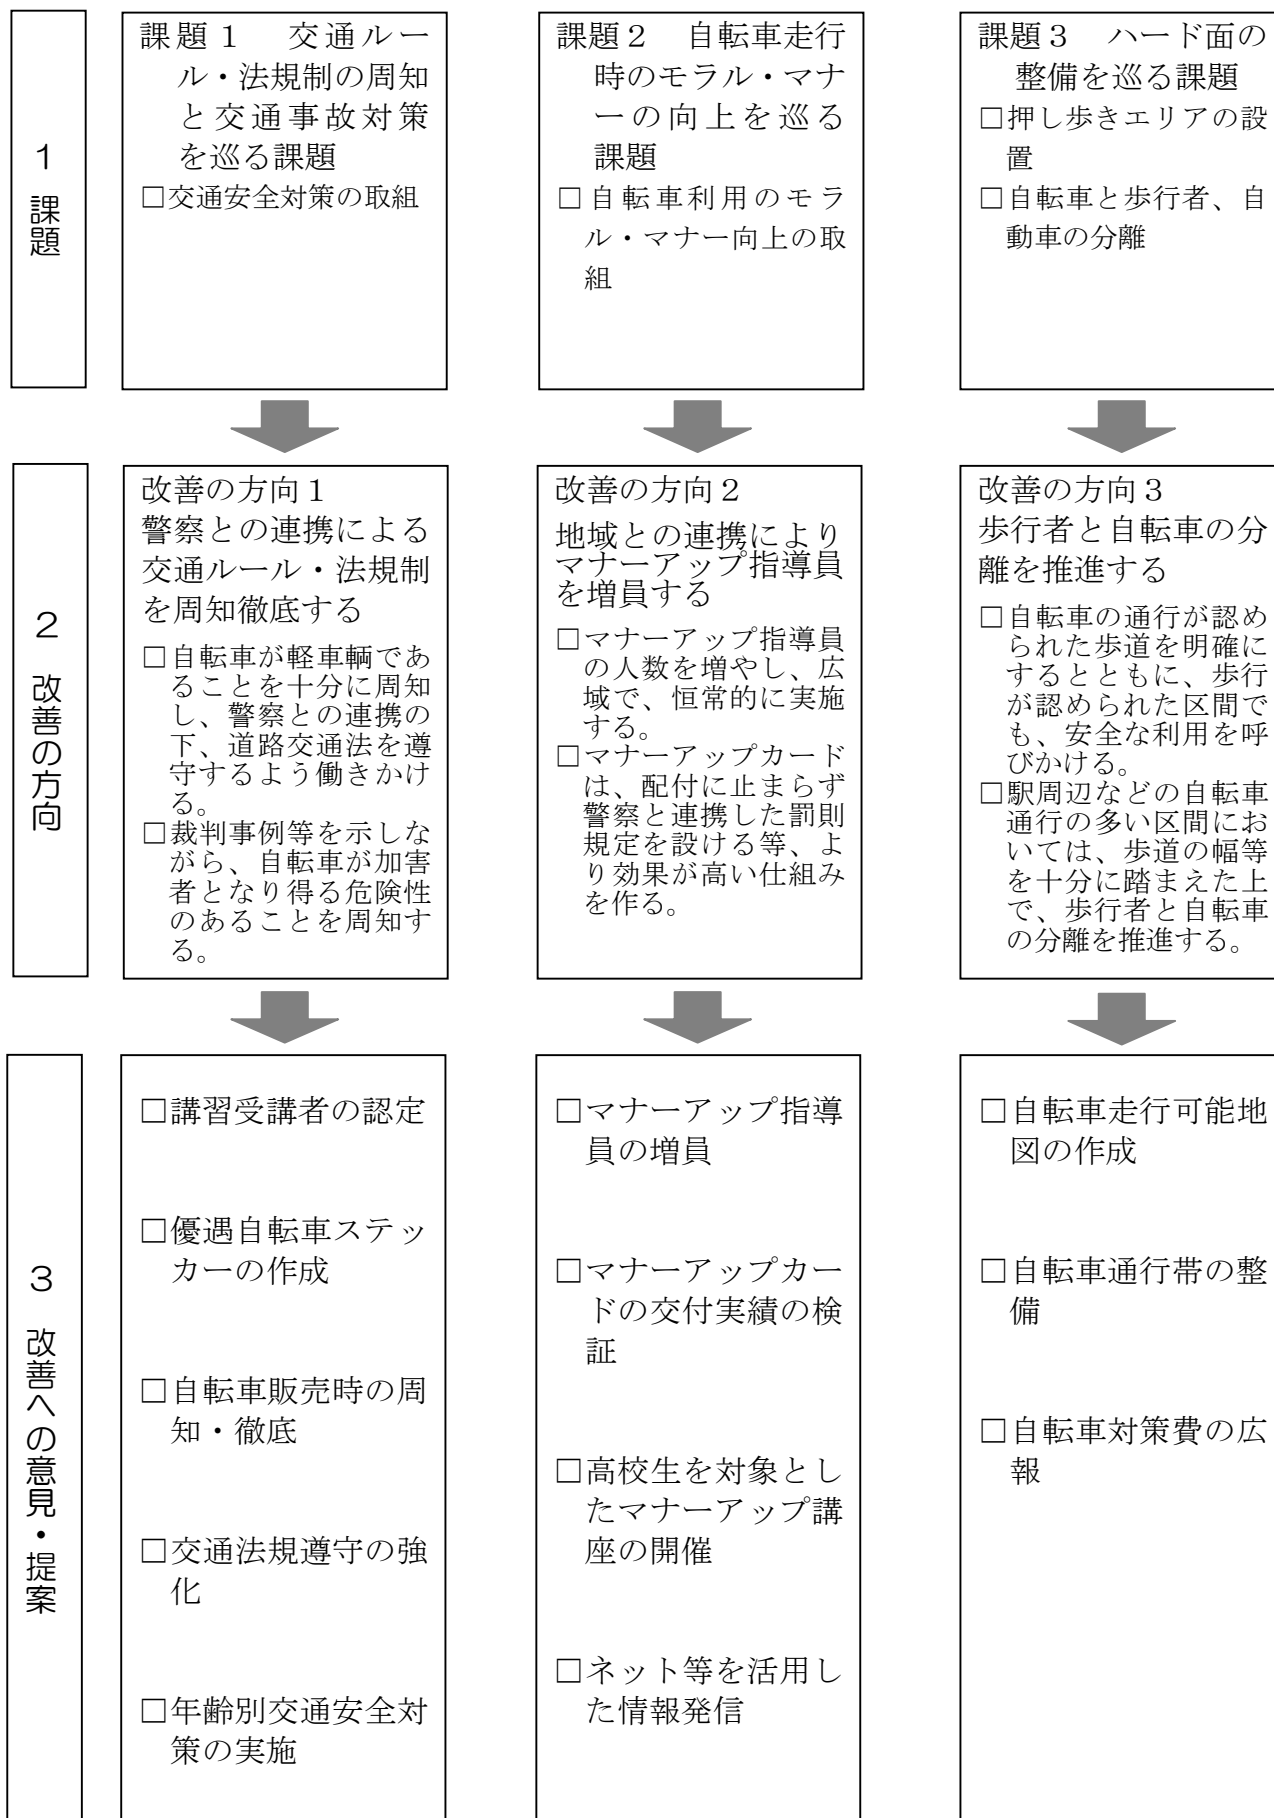 1 課題
課題１　交通ルー
ル・法規制の周知
と交通事故対策
を巡る課題
□交通安全対策の取組
課題２　自転車走行
時のモラル・マナ
ーの向上を巡る
課題
□自転車利用のモラ
ル・マナー向上の取
組
課題３　ハード面の
整備を巡る課題
□押し歩きエリアの設
置
□自転車と歩行者、自
動車の分離
2 改善の方向
改善の方向１
警察との連携による
交通ルール・法規制
を周知徹底する
□自転車が軽車輌であ
ることを十分に周知
し、警察との連携の
下、道路交通法を遵
守するよう働きかけ
る。
□裁判事例等を示しな
がら、自転車が加害
者となり得る危険性
のあることを周知す
る。
改善の方向２
地域との連携により
マナーアップ指導員
を増員する
□マナーアップ指導員
の人数を増やし、広
域で、恒常的に実施
する。
□マナーアップカード
は、配付に止まらず
警察と連携した罰則
規定を設ける等、よ
り効果が高い仕組み
を作る。
改善の方向３
歩行者と自転車の分
離を推進する
□自転車の通行が認め
られた歩道を明確に
するとともに、歩行
が認められた区間で
も、安全な利用を呼
びかける。
□駅周辺などの自転車
通行の多い区間にお
いては、歩道の幅等
を十分に踏まえた上
で、歩行者と自転車
の分離を推進する。
3 改善への意見・提案
□講習受講者の認定
□優遇自転車ステッ
カーの作成
□自転車販売時の周
知・徹底
□交通法規遵守の強
化
□年齢別交通安全対
策の実施
□マナーアップ指導
員の増員
□マナーアップカー
ドの交付実績の検
証
□高校生を対象とし
たマナーアップ講
座の開催
□ネット等を活用し
た情報発信
□自転車走行可能地
図の作成
□自転車通行帯の整
備
□自転車対策費の広
報